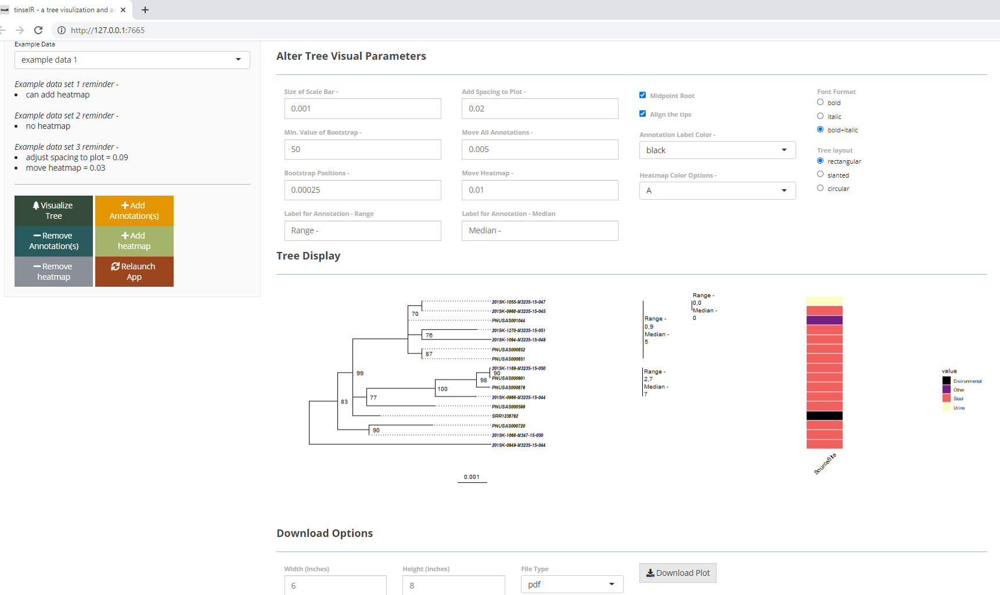 tinselR - a tree visulization and a
http://127.0.0.1:7665
Example Data
example data 1
Example data set 1 reminder -
can add heatmap
Example data set 2 reminder -
no heatmap
Example data set 3 reminder -
adjust spacing to plot = 0.09
move heatmap = 0.03
Visualize
Tree
Add
Annotation(s)
Remove
Annotation(s)
Add
heatmap
Remove
heatmap
Relaunch
App
Alter Tree Visual Parameters
Size of Scale Bar -
0.001
Add Spacing to Plot -
0.02
Min. Value of Bootstrap -
50
Move All Annotations -
0.005
Bootstrap Positions -
0.00025
Move Heatmap -
0.01
Label for Annotation - Range
Range -
Label for Annotation - Median
Median -
Midpoint Root
Align the tips
Annotation Label Color -
black
Heatmap Color Options -
A
Font Format
bold
italic
bold+italic
Tree layout
rectangular
slanted
circular
Tree Display
2015K-1055-M3235-15-047
2015K-0968-M3235-15-045
PNUSAS001044
2015K-1270-M3235-15-051
2015K-1094-M3235-15-049
PNUSAS000852
PNUSAS000851
2015K-1169-M3235-15-050
PNUSAS000901
PNUSAS000876
2015K-0966-M3235-15-044
PNUSAS000599
SRR1238762
PNUSAS000720
2015K-1068-M347-15-050
2015K-0949-M3235-15-044
70
76
87
99
90
98
100
77
83
90
0.001
Range -
0,0
Median -
0
Range -
0,9
Median -
5
Range -
2,7
Median -
7
SourceSite
value
Environmental
Other
Stool
Urine
Download Options
Width (inches)
6
Height (inches)
8
File Type
pdf
Download Plot